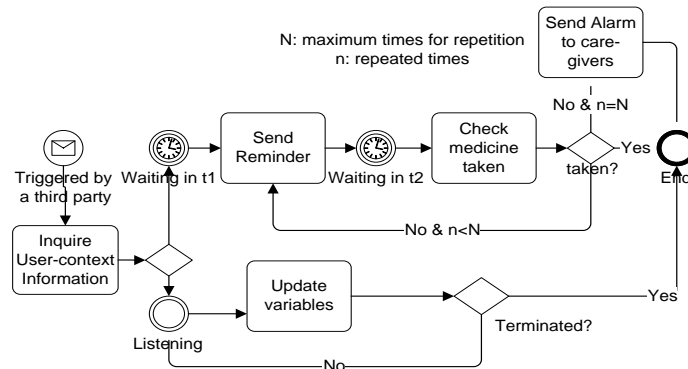 Send Alarm
to care-
givers
N: maximum times for repetition
n: repeated times
No & n=N
Send
Reminder
Check
medicine
taken
taken?
Yes
End
Triggered by
a third party
Waiting in t1
Waiting in t2
No & n<N
Inquire
User-context
Information
Update
variables
Yes
Terminated?
Listening
No